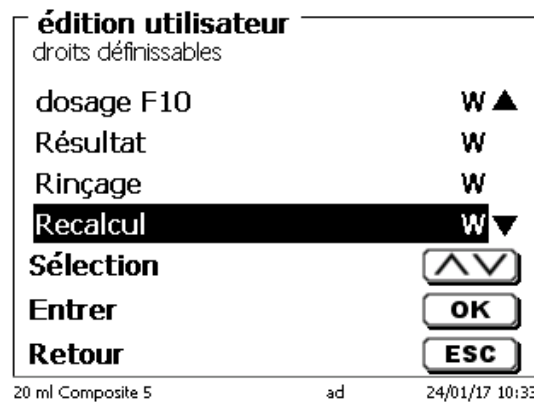 édition utilisateur
droits définissables
dosage F10 W ▲
Résultat W
Rinçage W
Recalcul W ▼
Sélection
Entrer OK
Retour ESC
20 ml Composite 5 ad 24/01/17 10:33